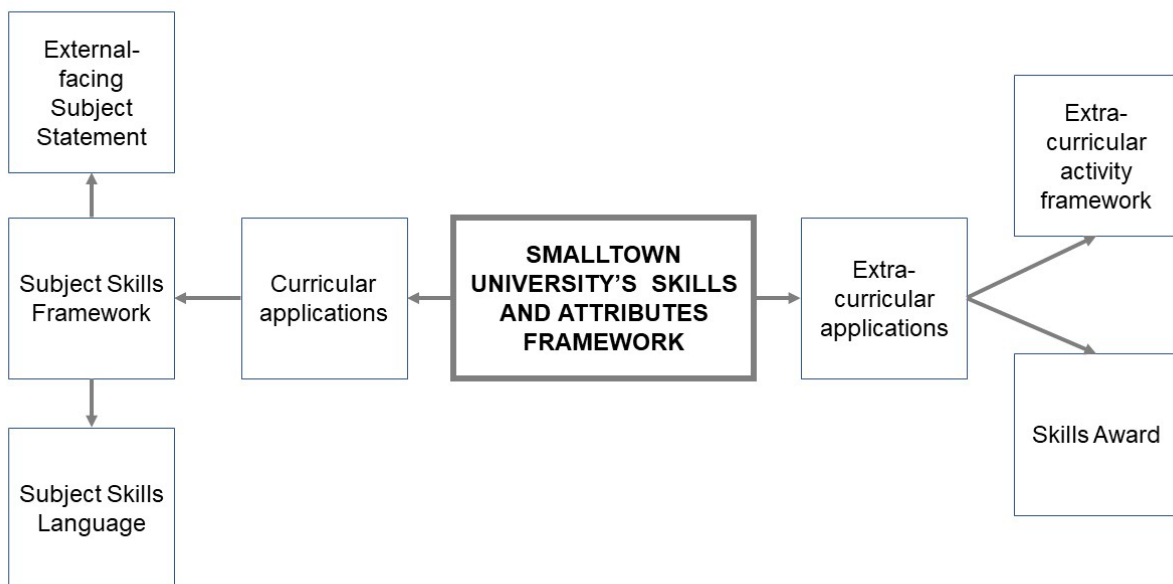 External-
facing
Subject
Statement
Subject Skills
Framework
Subject Skills
Language
Curricular
applications
SMALLTOWN
UNIVERSITY’S SKILLS
AND ATTRIBUTES
FRAMEWORK
Extra-
curricular
applications
Extra-
curricular
activity
framework
Skills Award